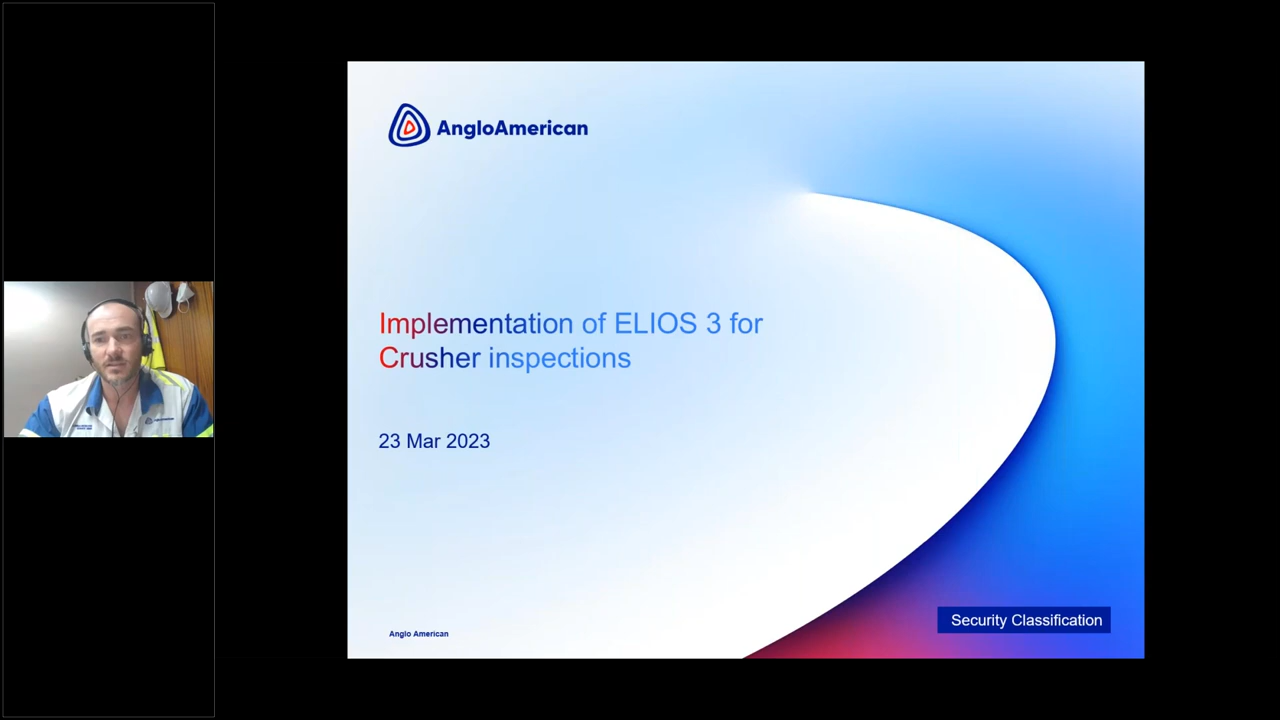 AngloAmerican
Implementation of ELIOS 3 for
Crusher inspections
23 Mar 2023
Anglo American
Security Classification